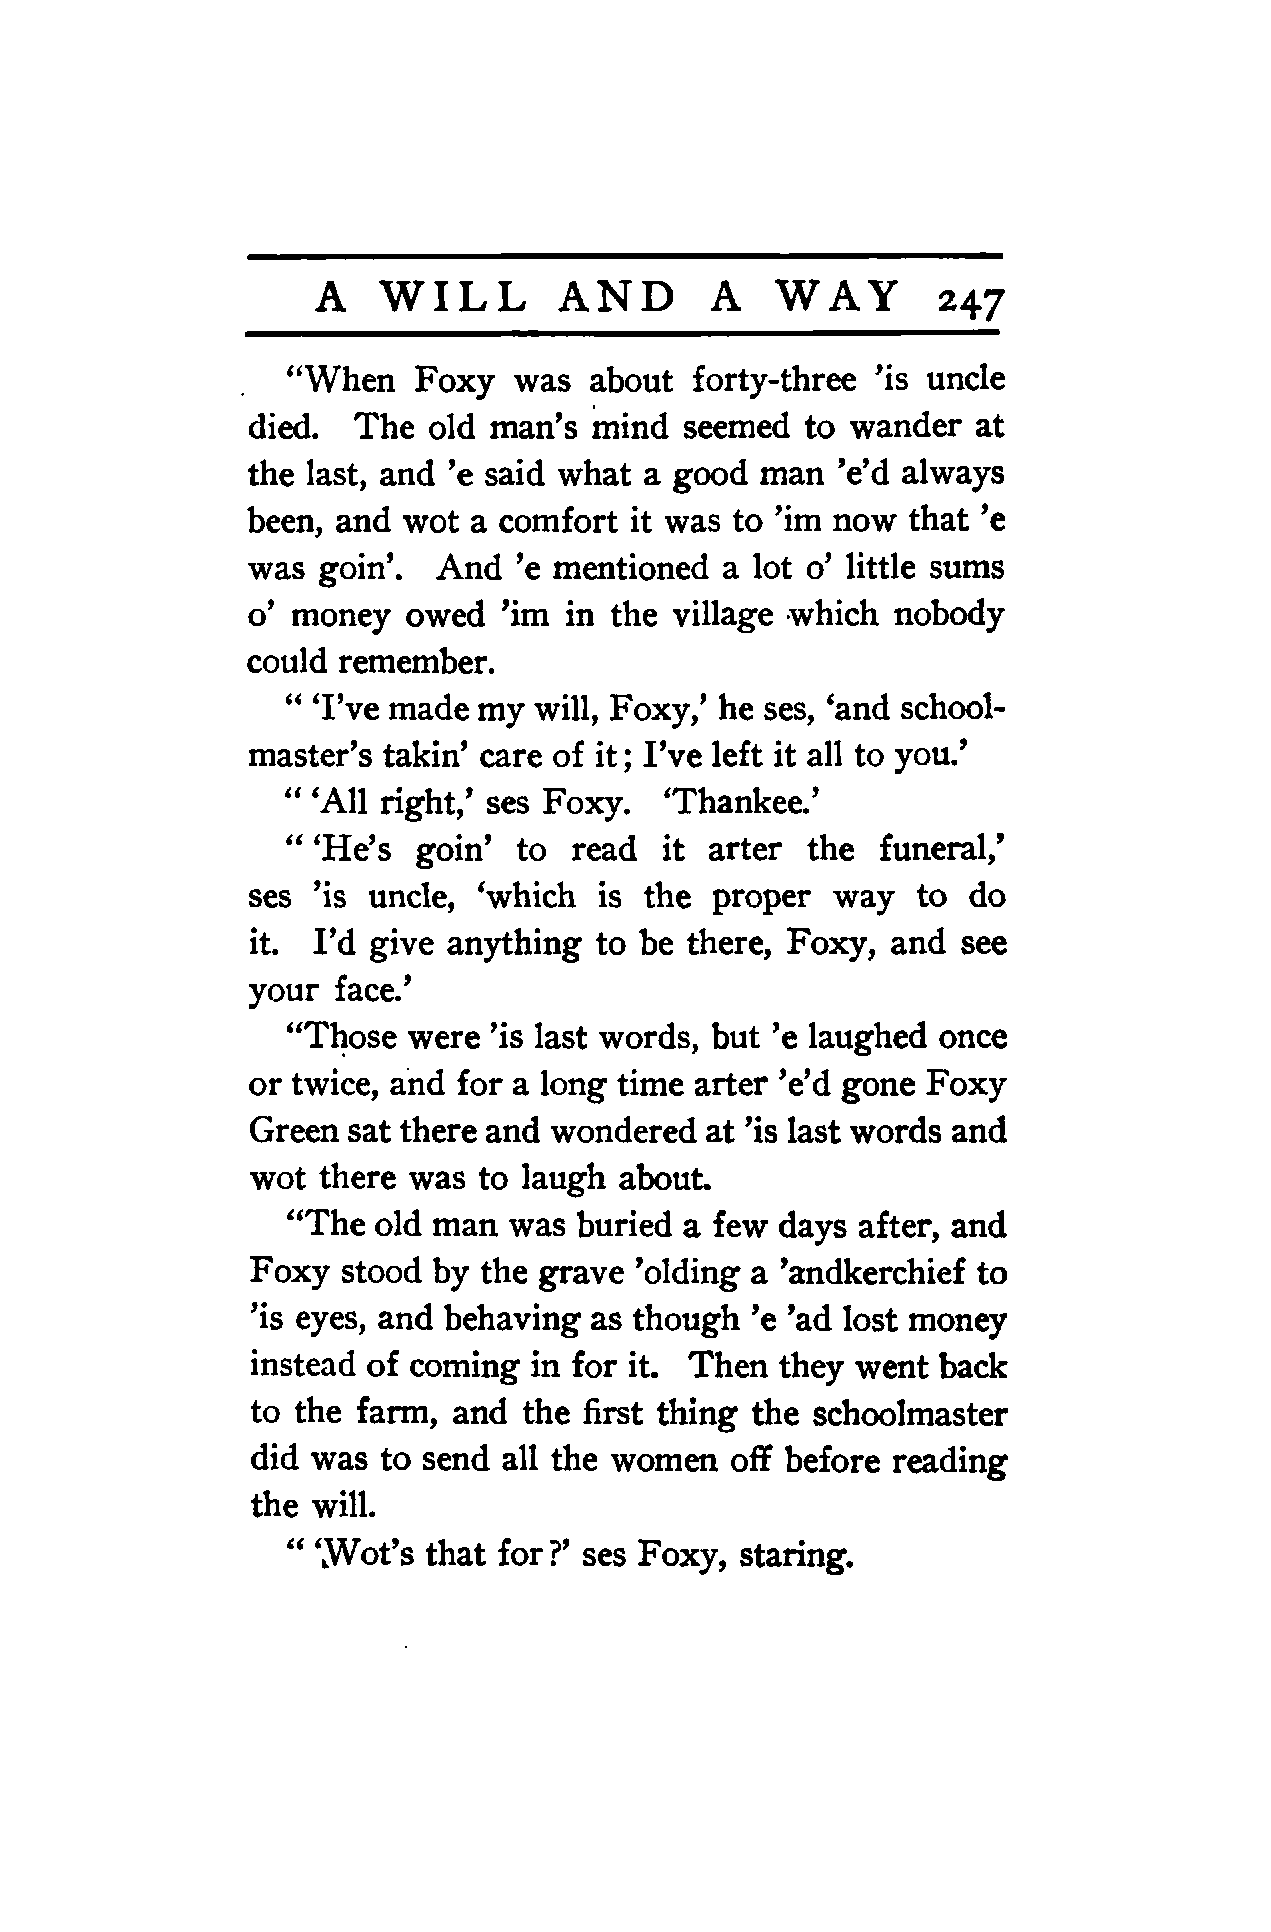 A WILL AND A WAY 247
“When Foxy was about forty-three ’is uncle
died. The old man’s mind seemed to wander at
the last, and ’e said what a good man ’e’d always
been, and wot a comfort it was to ’im now that ’e
was goin’. And ’e mentioned a lot o’ little sums
o’ money owed ’im in the village which nobody
could remember.
“ ‘I’ve made my will, Foxy,’ he ses, ‘and school-
master’s takin’ care of it; I’ve left it all to you.’
“ ‘All right,’ ses Foxy. ‘Thankee.’
“ ‘He’s goin’ to read it arter the funeral,’
ses ’is uncle, ‘which is the proper way to do
it. I’d give anything to be there, Foxy, and see
your face.’
“Those were ’is last words, but ’e laughed once
or twice, and for a long time arter ’e’d gone Foxy
Green sat there and wondered at ’is last words and
wot there was to laugh about.
“The old man was buried a few days after, and
Foxy stood by the grave ’olding a ’andkerchief to
’is eyes, and behaving as though ’e ’ad lost money
instead of coming in for it. Then they went back
to the farm, and the first thing the schoolmaster
did was to send all the women off before reading
the will.
“ ‘Wot’s that for?’ ses Foxy, staring.